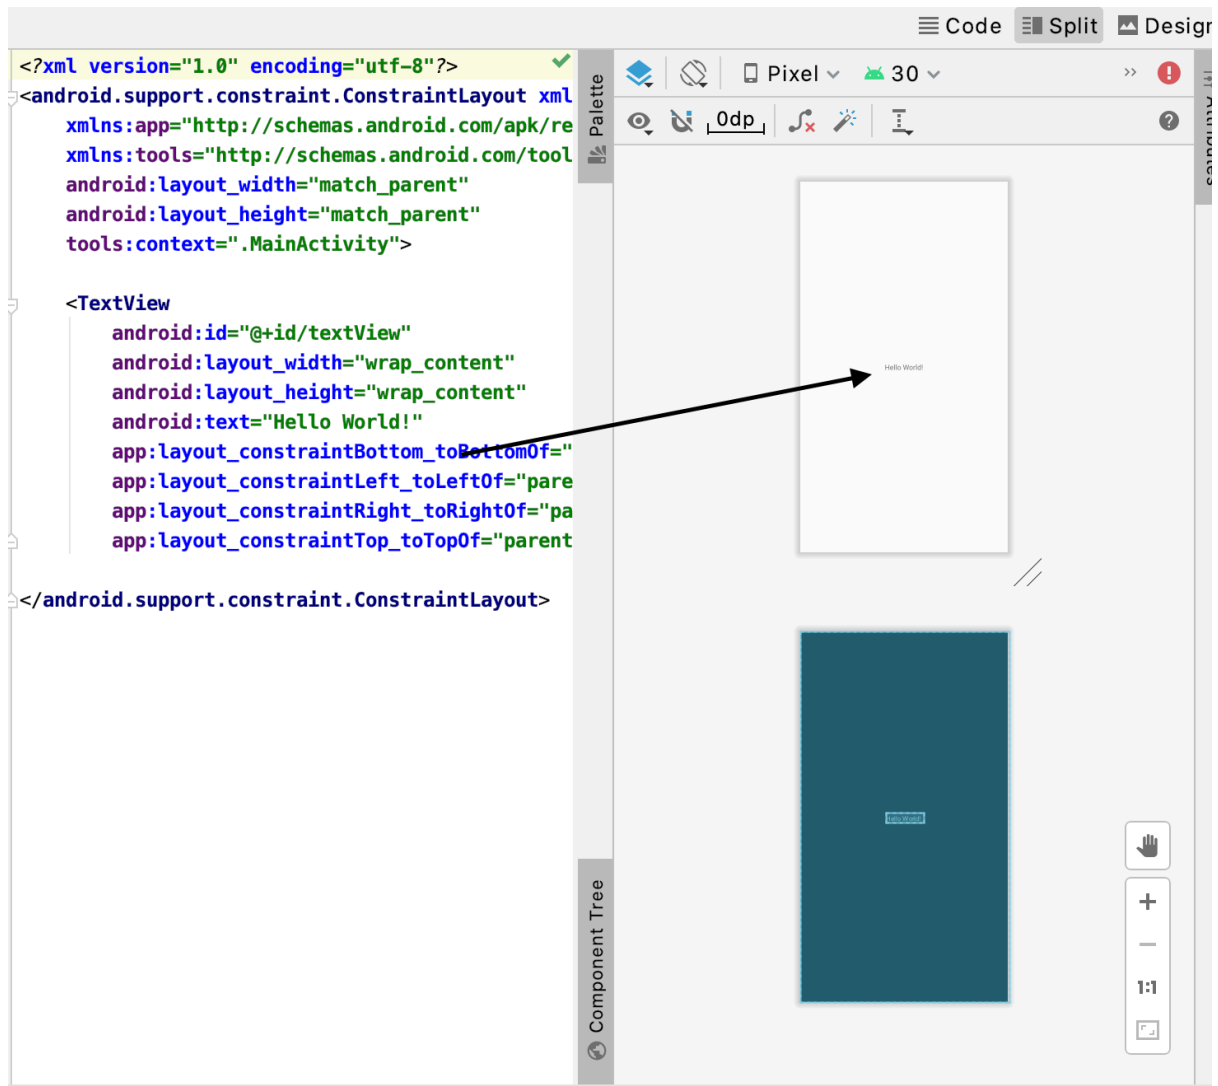 Code Split Design
<?xml version="1.0" encoding="utf-8"?>
<android.support.constraint.ConstraintLayout xml
xmlns:app="http://schemas.android.com/apk/re
xmlns:tools="http://schemas.android.com/tool
android:layout_width="match_parent"
android:layout_height="match_parent"
tools:context=".MainActivity">
<TextView
android:id="@+id/textView"
android:layout_width="wrap_content"
android:layout_height="wrap_content"
android:text="Hello World!"
app:layout_constraintBottom_toBottomOf="
app:layout_constraintLeft_toLeftOf="pare
app:layout_constraintRight_toRightOf="pa
app:layout_constraintTop_toTopOf="parent
</android.support.constraint.ConstraintLayout>
Palette
Component Tree
Pixel 30 >>
0dp
Hello World!
Hello World!
1:1
Attributes